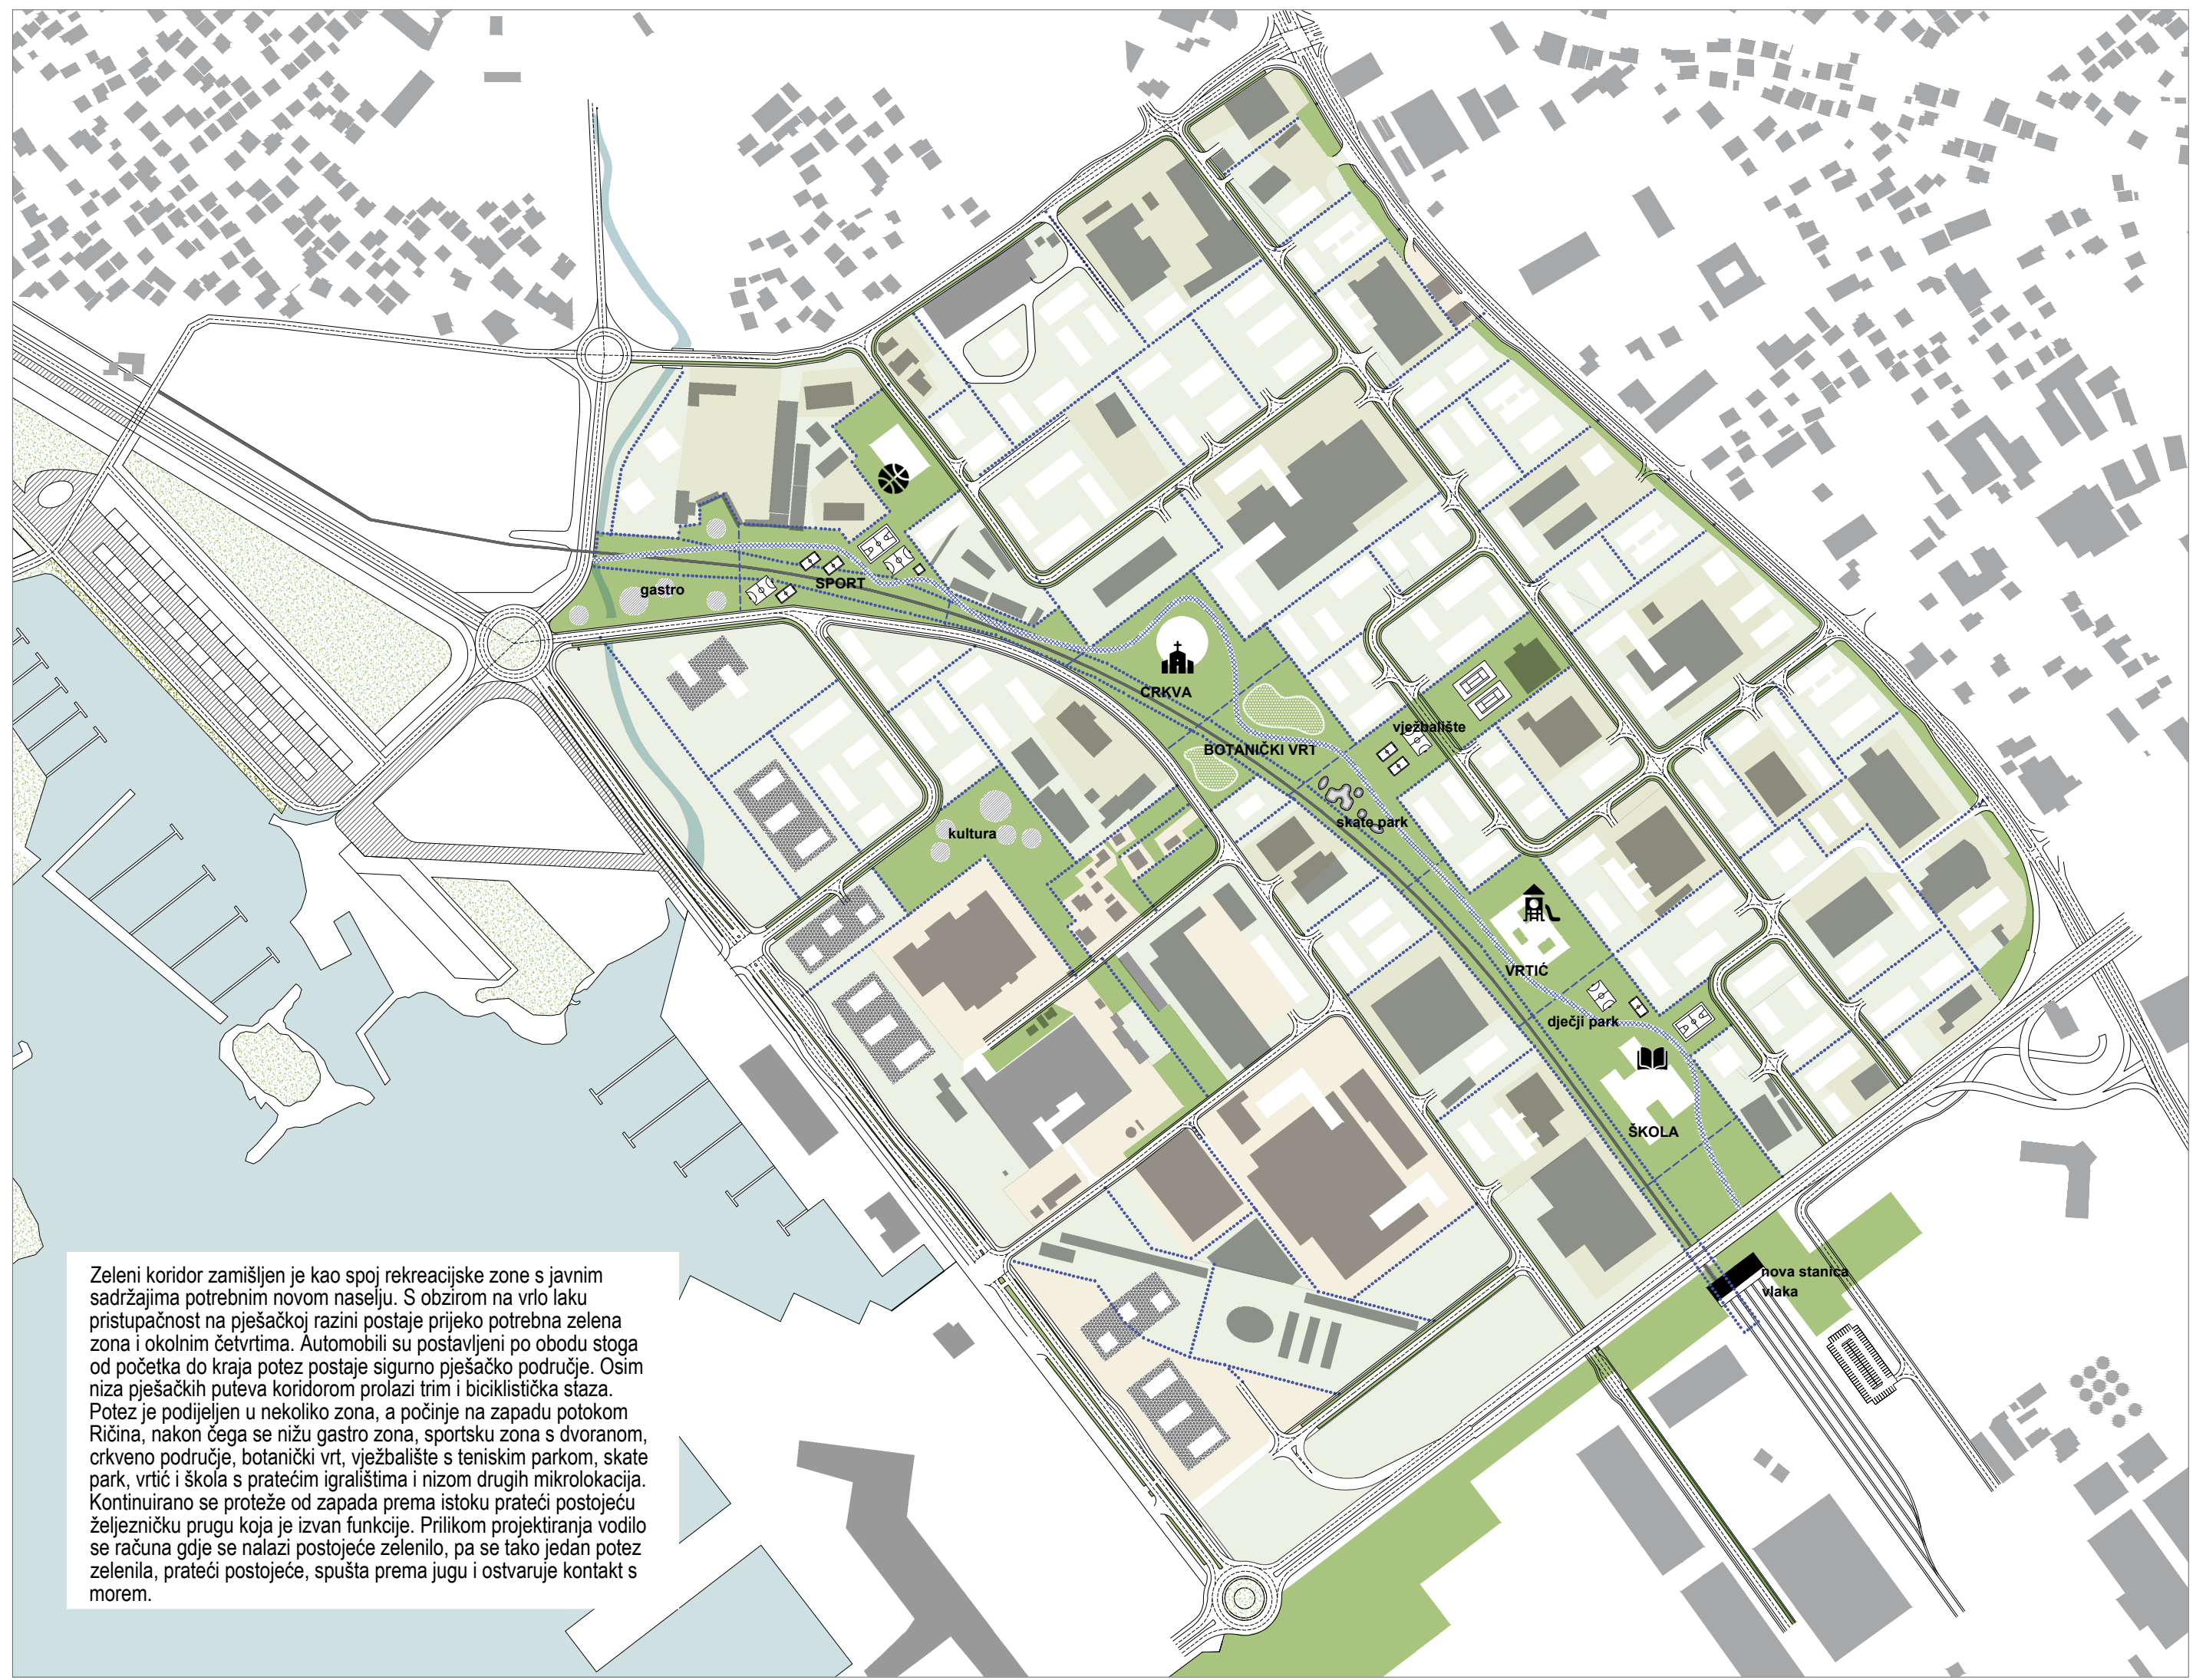 gastro
SPORT
CRKVA
BOTANIČKI VRT
vježbalište
skate park
kultura
VRTIĆ
dječji park
ŠKOLA
nova stanica
vlaka
Zeleni koridor zamišljen je kao spoj rekreacijske zone s javnim
sadržajima potrebnim novom naselju. S obzirom na vrlo laku
pristupačnost na pješačkoj razini postaje prijeko potrebna zelena
zona i okolnim četvrtima. Automobili su postavljeni po obodu stoga
od početka do kraja potez postaje sigurno pješačko područje. Osim
niza pješačkih puteva koridorom prolazi trim i biciklistička staza.
Potez je podijeljen u nekoliko zona, a počinje na zapadu potokom
Ričina, nakon čega se nižu gastro zona, sportsku zona s dvoranom,
crkveno područje, botanički vrt, vježbalište s teniskim parkom, skate
park, vrtić i škola s pratećim igralištima i nizom drugih mikrolokacija.
Kontinuirano se proteže od zapada prema istoku prateći postojeću
željezničku prugu koja je izvan funkcije. Prilikom projektiranja vodilo
se računa gdje se nalazi postojeće zelenilo, pa se tako jedan potez
zelenila, prateći postojeće, spušta prema jugu i ostvaruje kontakt s
morem.